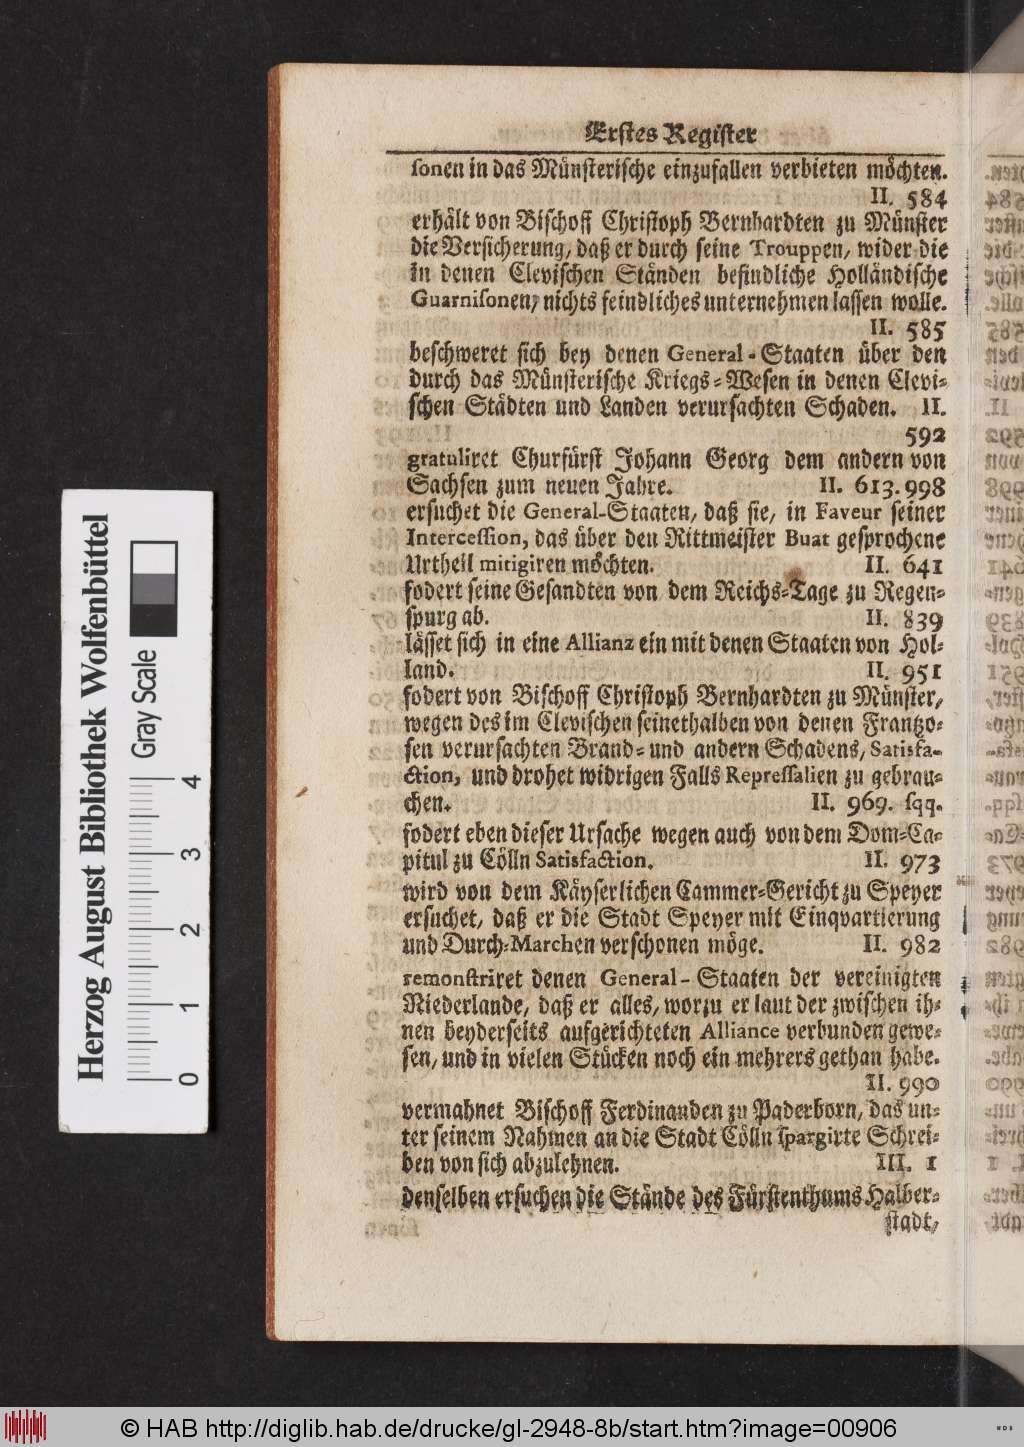 Erstes Register
sonen in das Münsterische einzufallen verbieten möchten.
II. 584
erhält von Bischoff Christoph Bernhardten zu Münster
die Versicherung, daß er durch seine Trouppen, wider die
in denen Clevischen Ständen befindliche Holländische
Guarnisonen, nichts feindliches unternehmen lassen wolle.
II. 585
beschweret sich bey denen General-Staaten über den
durch das Münsterische Kriegs-Wesen in denen Clevi-
schen Städten und Landen verursachten Schaden. II.
592
gratuliret Churfürst Johann Georg dem andern von
Sachsen zum neuen Jahre. II. 613. 998
ersuchet die General-Staaten, daß sie, in Faveur seiner
Intercession, das über den Rittmeister Buat gesprochene
Urtheil mitigiren möchten. II. 641
fodert seine Gesandten von dem Reichs-Tage zu Regen-
spurg ab. II. 839
lässet sich in eine Allianz ein mit denen Staaten von Hol-
land. II. 951
fodert von Bischoff Christoph Bernhardten zu Münster,
wegen des im Clevischen seinethalben von denen Frantzo-
sen verursachten Brand- und andern Schadens, Satisfa-
ction, und drohet widrigen Falls Repressalien zu gebrau-
chen. II. 969. sqq.
fodert eben dieser Ursache wegen auch von dem Dom-Ca-
pitul zu Cölln Satisfaction. II. 973
wird von dem Käyserlichen Cammer-Gericht zu Speyer
ersuchet, daß er die Stadt Speyer mit Einqvartierung
und Durch-Marchen verschonen möge. II. 982
remonstriret denen General-Staaten der vereinigten
Niederlande, daß er alles, worzu er laut der zwischen ih-
nen beyderseits aufgerichteten Alliance verbunden gewe-
sen, und in vielen Stücken noch ein mehrers gethan habe.
II. 990
vermahnet Bischoff Ferdinanden zu Paderborn, das un-
ter seinem Nahmen an die Stadt Cölln spargirte Schrei-
ben von sich abzulehnen. III. 1
denselben ersuchen die Stände des Fürstenthums Halber-
stadt,
Herzog August Bibliothek Wolfenbüttel
Gray Scale
0 1 2 3 4
© HAB http://diglib.hab.de/drucke/gl-2948-8b/start.htm?image=00906